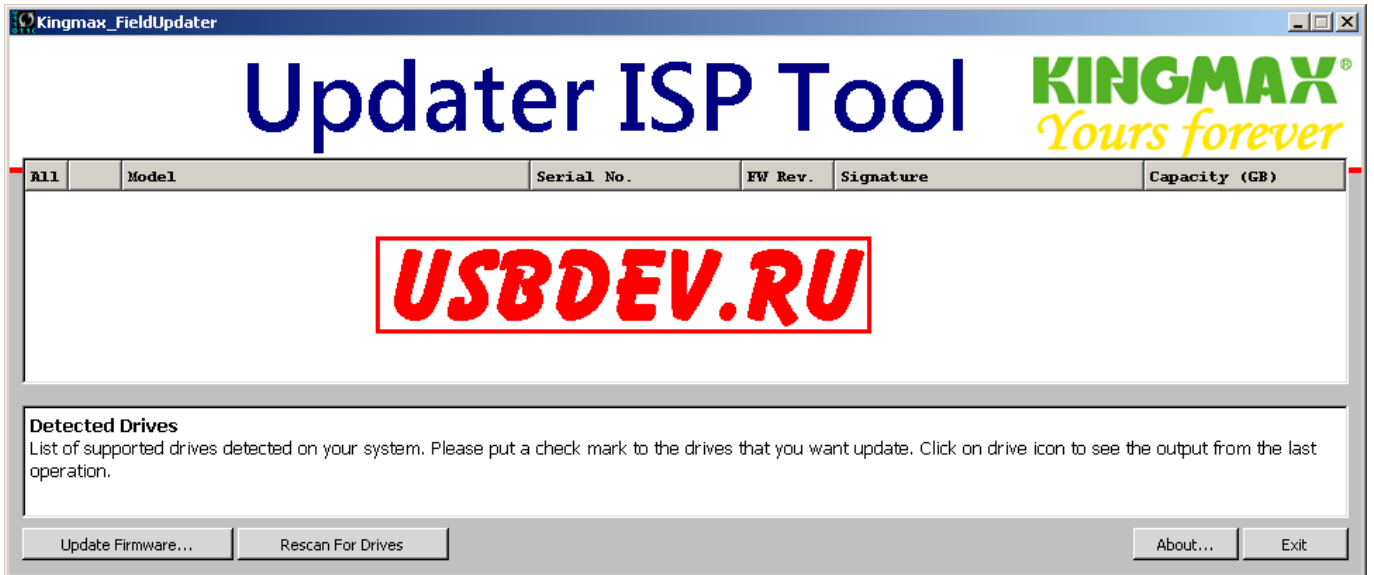 Kingmax_FieldUpdater
Updater ISP Tool
KINGMAX®
Yours forever
All Model Serial No. FW Rev. Signature Capacity (GB)
USBDEV.RU
Detected Drives
List of supported drives detected on your system. Please put a check mark to the drives that you want update. Click on drive icon to see the output from the last
operation.
Update Firmware... Rescan For Drives About... Exit